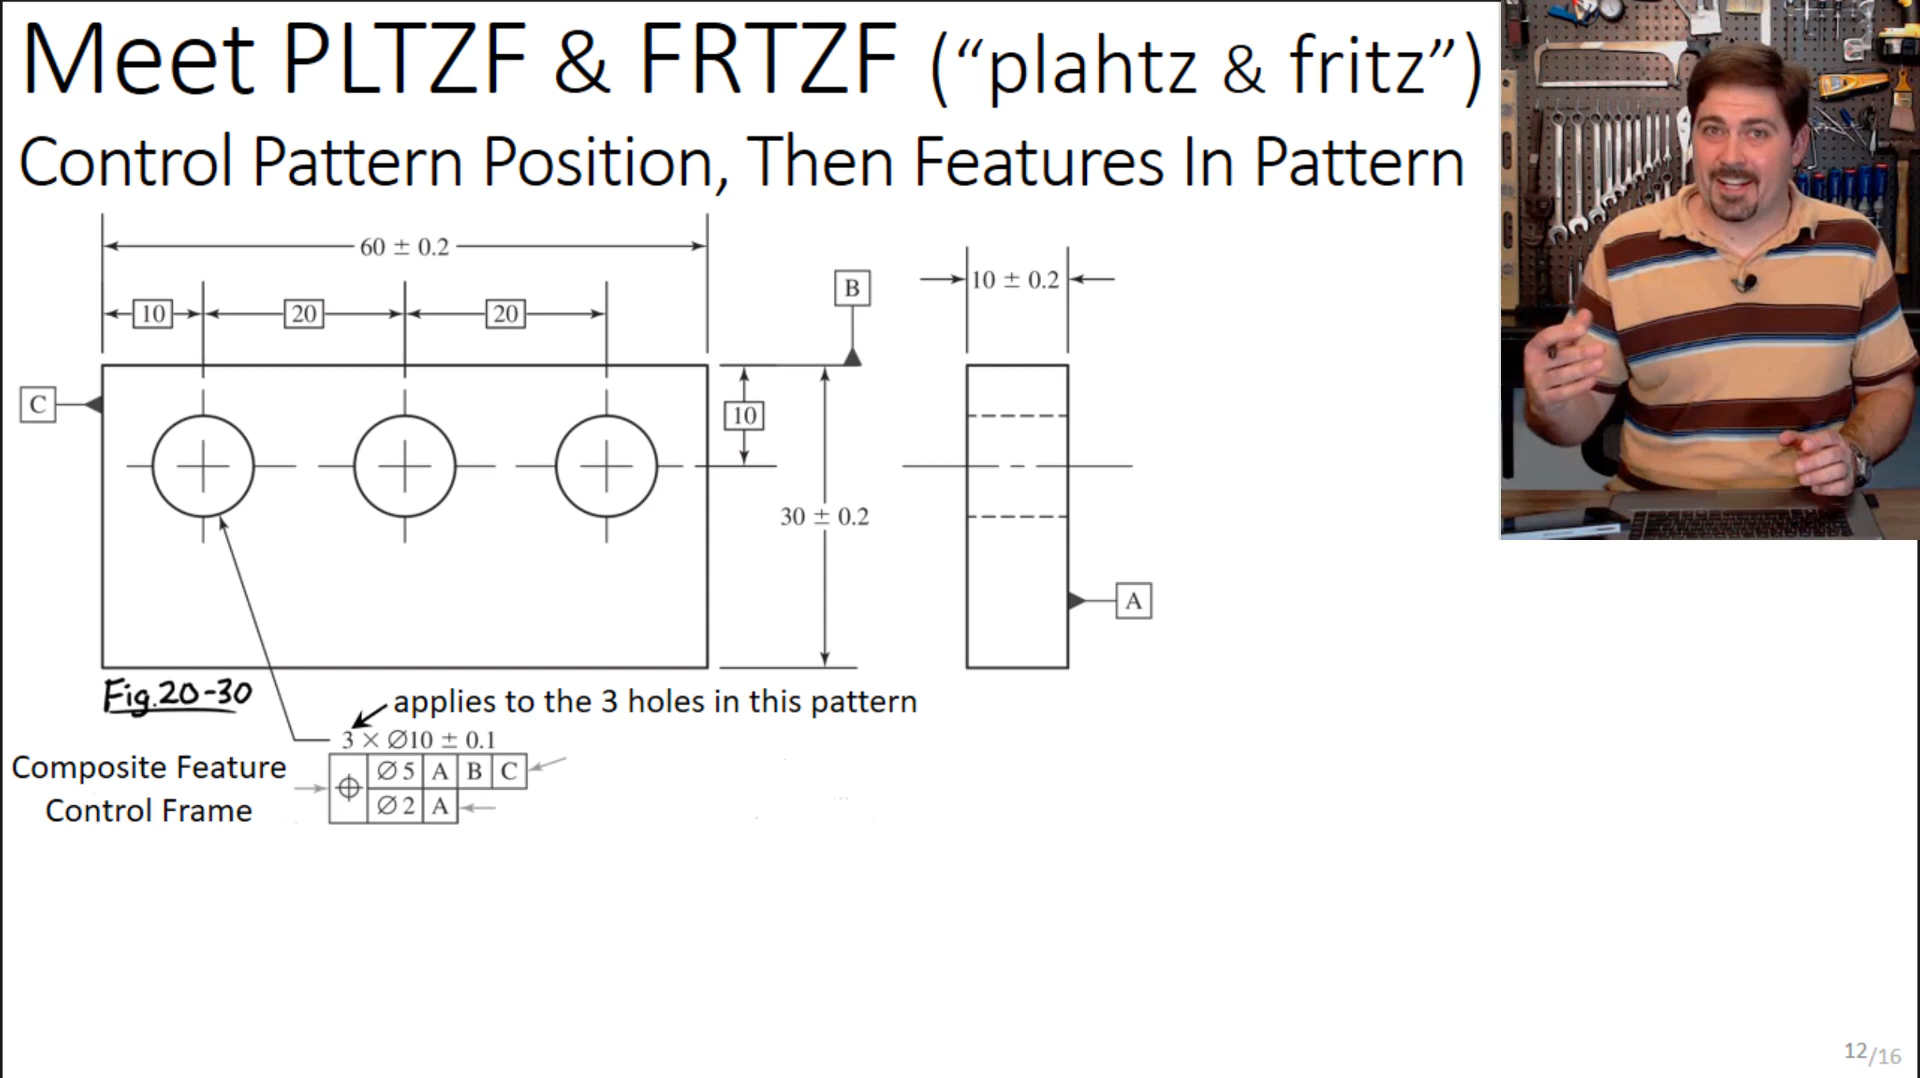 Meet PLTZF & FRTZF (“plahtz & fritz”)
Control Pattern Position, Then Features In Pattern
60 ± 0.2
10 20 20
B
10 ± 0.2
C
10
30 ± 0.2
A
Fig.20-30
applies to the 3 holes in this pattern
3 × Ø10 ± 0.1
Composite Feature
Control Frame
⌖ Ø5 A B C
Ø2 A
12/16